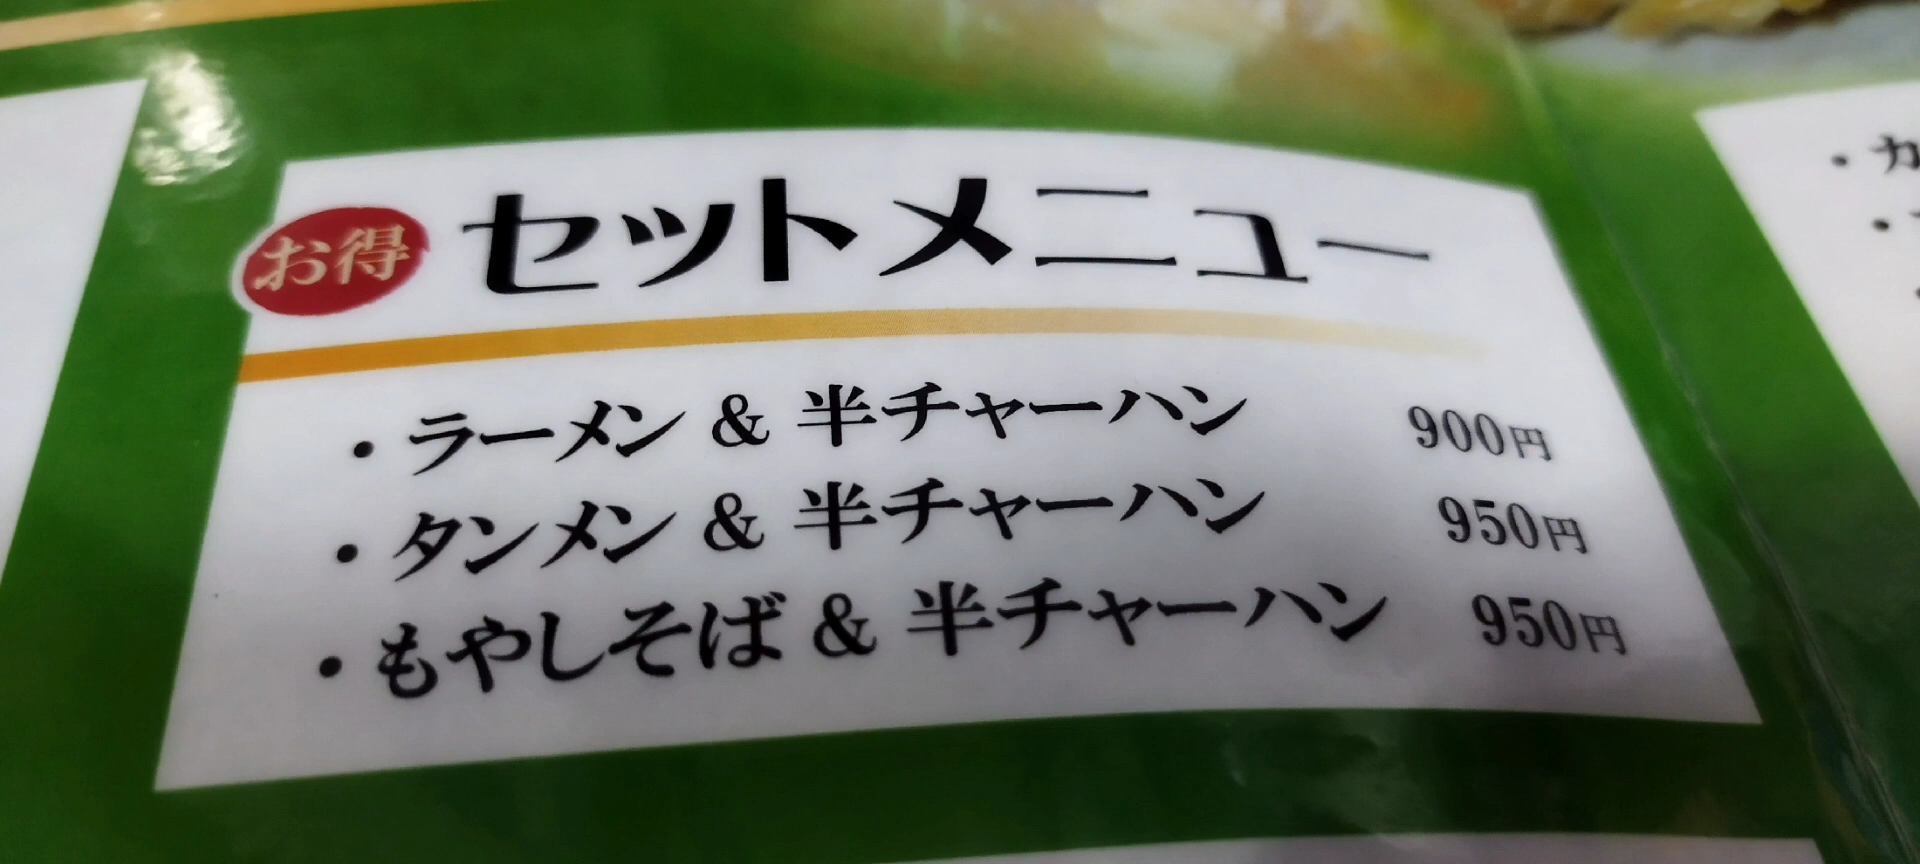 お得 セットメニュー
・ラーメン & 半チャーハン 900円
・タンメン & 半チャーハン 950円
・もやしそば & 半チャーハン 950円
・カ